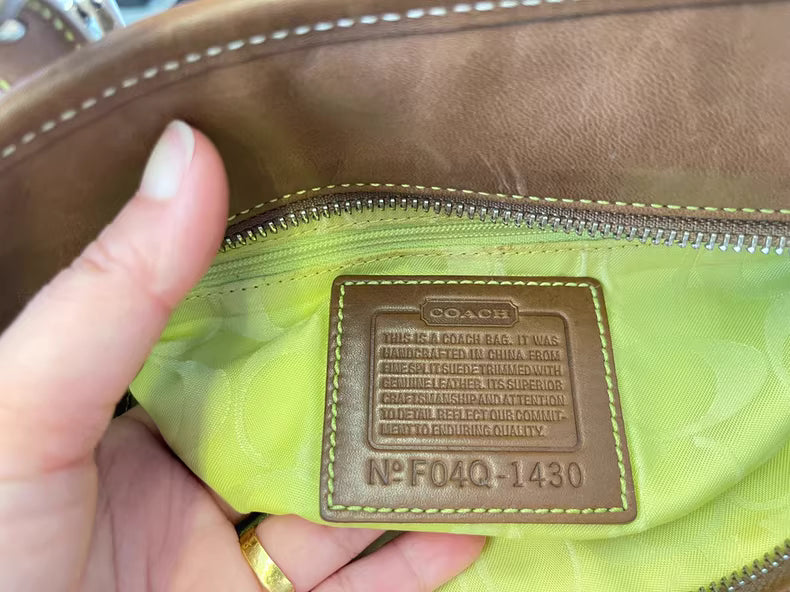 COACH
THIS IS A COACH BAG. IT WAS
HANDCRAFTED IN CHINA FROM
FINE SPLIT SUEDE TRIMMED WITH
GENUINE LEATHER. ITS SUPERIOR
CRAFTSMANSHIP AND ATTENTION
TO DETAIL REFLECT OUR COMMIT-
MENT TO ENDURING QUALITY.
Nº F04Q-1430